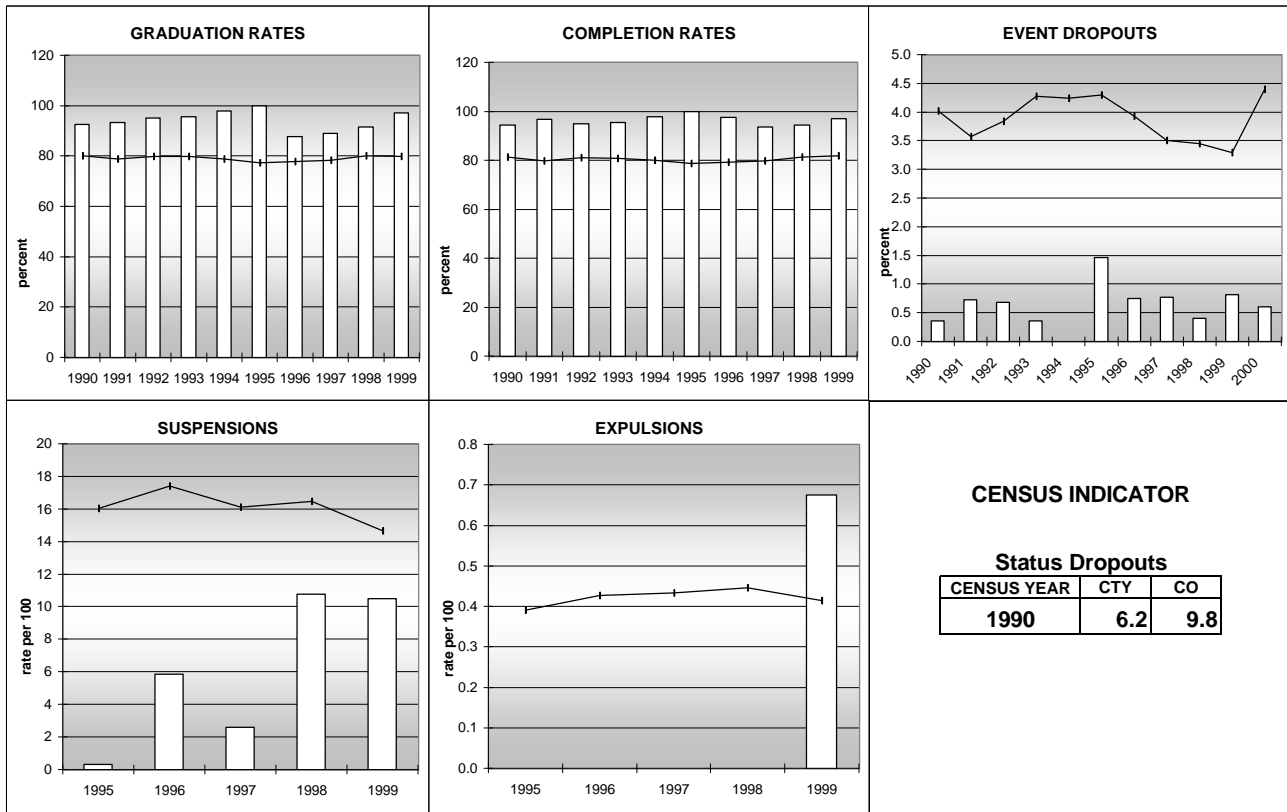 GRADUATION RATES
120
100
80
60
40
20
0
percent
1990 1991 1992 1993 1994 1995 1996 1997 1998 1999
COMPLETION RATES
120
100
80
60
40
20
0
percent
1990 1991 1992 1993 1994 1995 1996 1997 1998 1999
EVENT DROPOUTS
5.0
4.5
4.0
3.5
3.0
2.5
2.0
1.5
1.0
0.5
0.0
percent
1990 1991 1992 1993 1994 1995 1996 1997 1998 1999 2000
SUSPENSIONS
20
18
16
14
12
10
8
6
4
2
0
rate per 100
1995 1996 1997 1998 1999
EXPULSIONS
0.8
0.7
0.6
0.5
0.4
0.3
0.2
0.1
0.0
rate per 100
1995 1996 1997 1998 1999
CENSUS INDICATOR
Status Dropouts
CENSUS YEAR CTY CO
1990 6.2 9.8